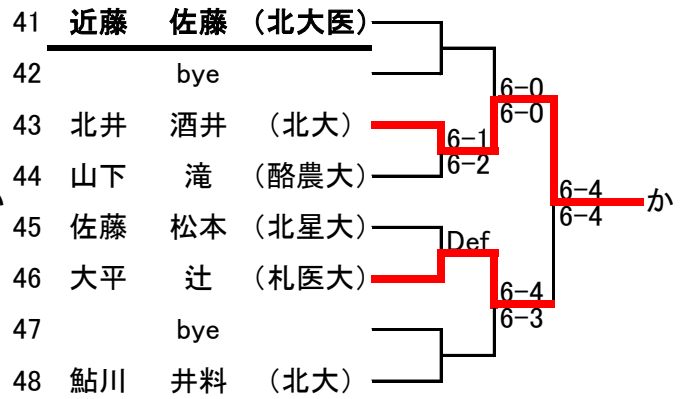 41 近藤 佐藤 (北大医)
42 bye
6-0
6-0
43 北井 酒井 (北大)
6-1
6-2
44 山下 滝 (酪農大)
6-4
6-4
か
45 佐藤 松本 (北星大)
Def
46 大平 辻 (札医大)
6-4
6-3
47 bye
48 鮎川 井料 (北大)